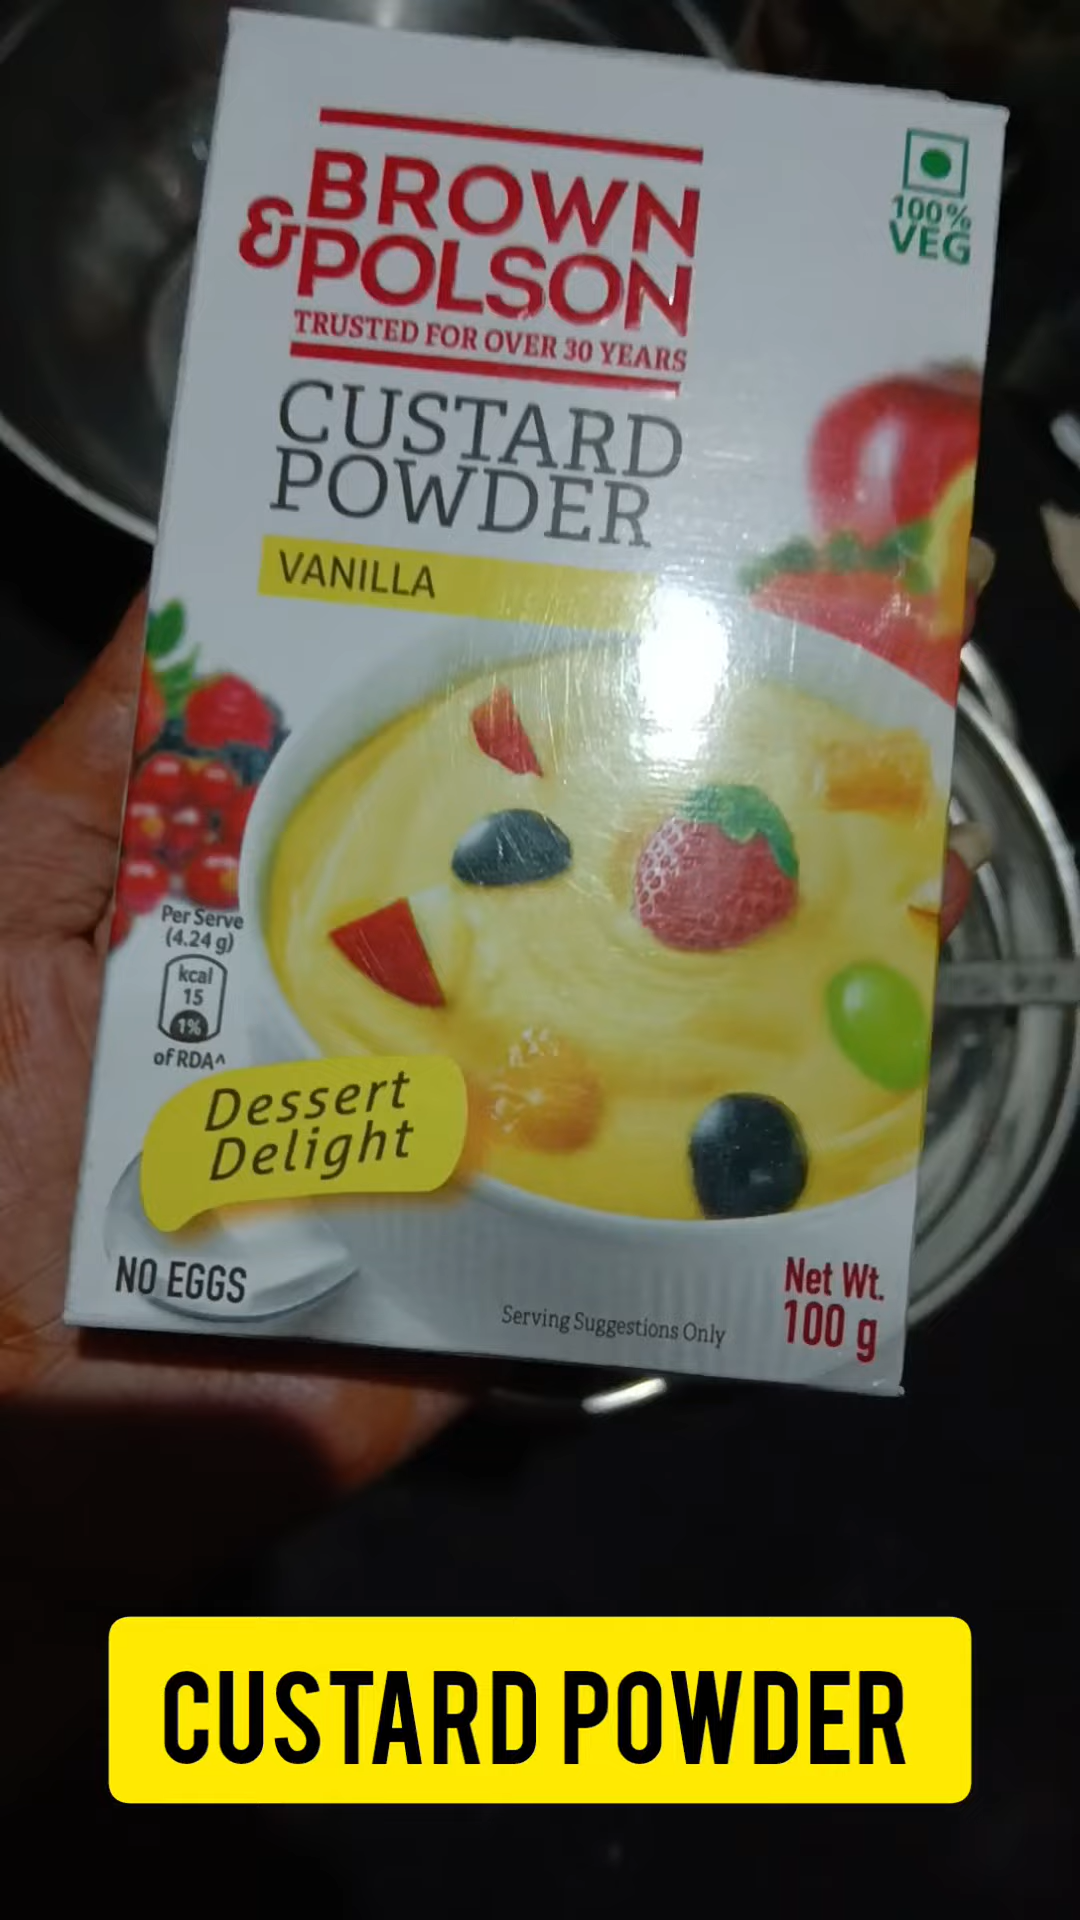 BROWN
&POLSON
TRUSTED FOR OVER 30 YEARS
100%
VEG
CUSTARD
POWDER
VANILLA
Per Serve
(4.24 g)
kcal
15
1%
of RDA^
Dessert
Delight
NO EGGS
Serving Suggestions Only
Net Wt.
100 g
CUSTARD POWDER